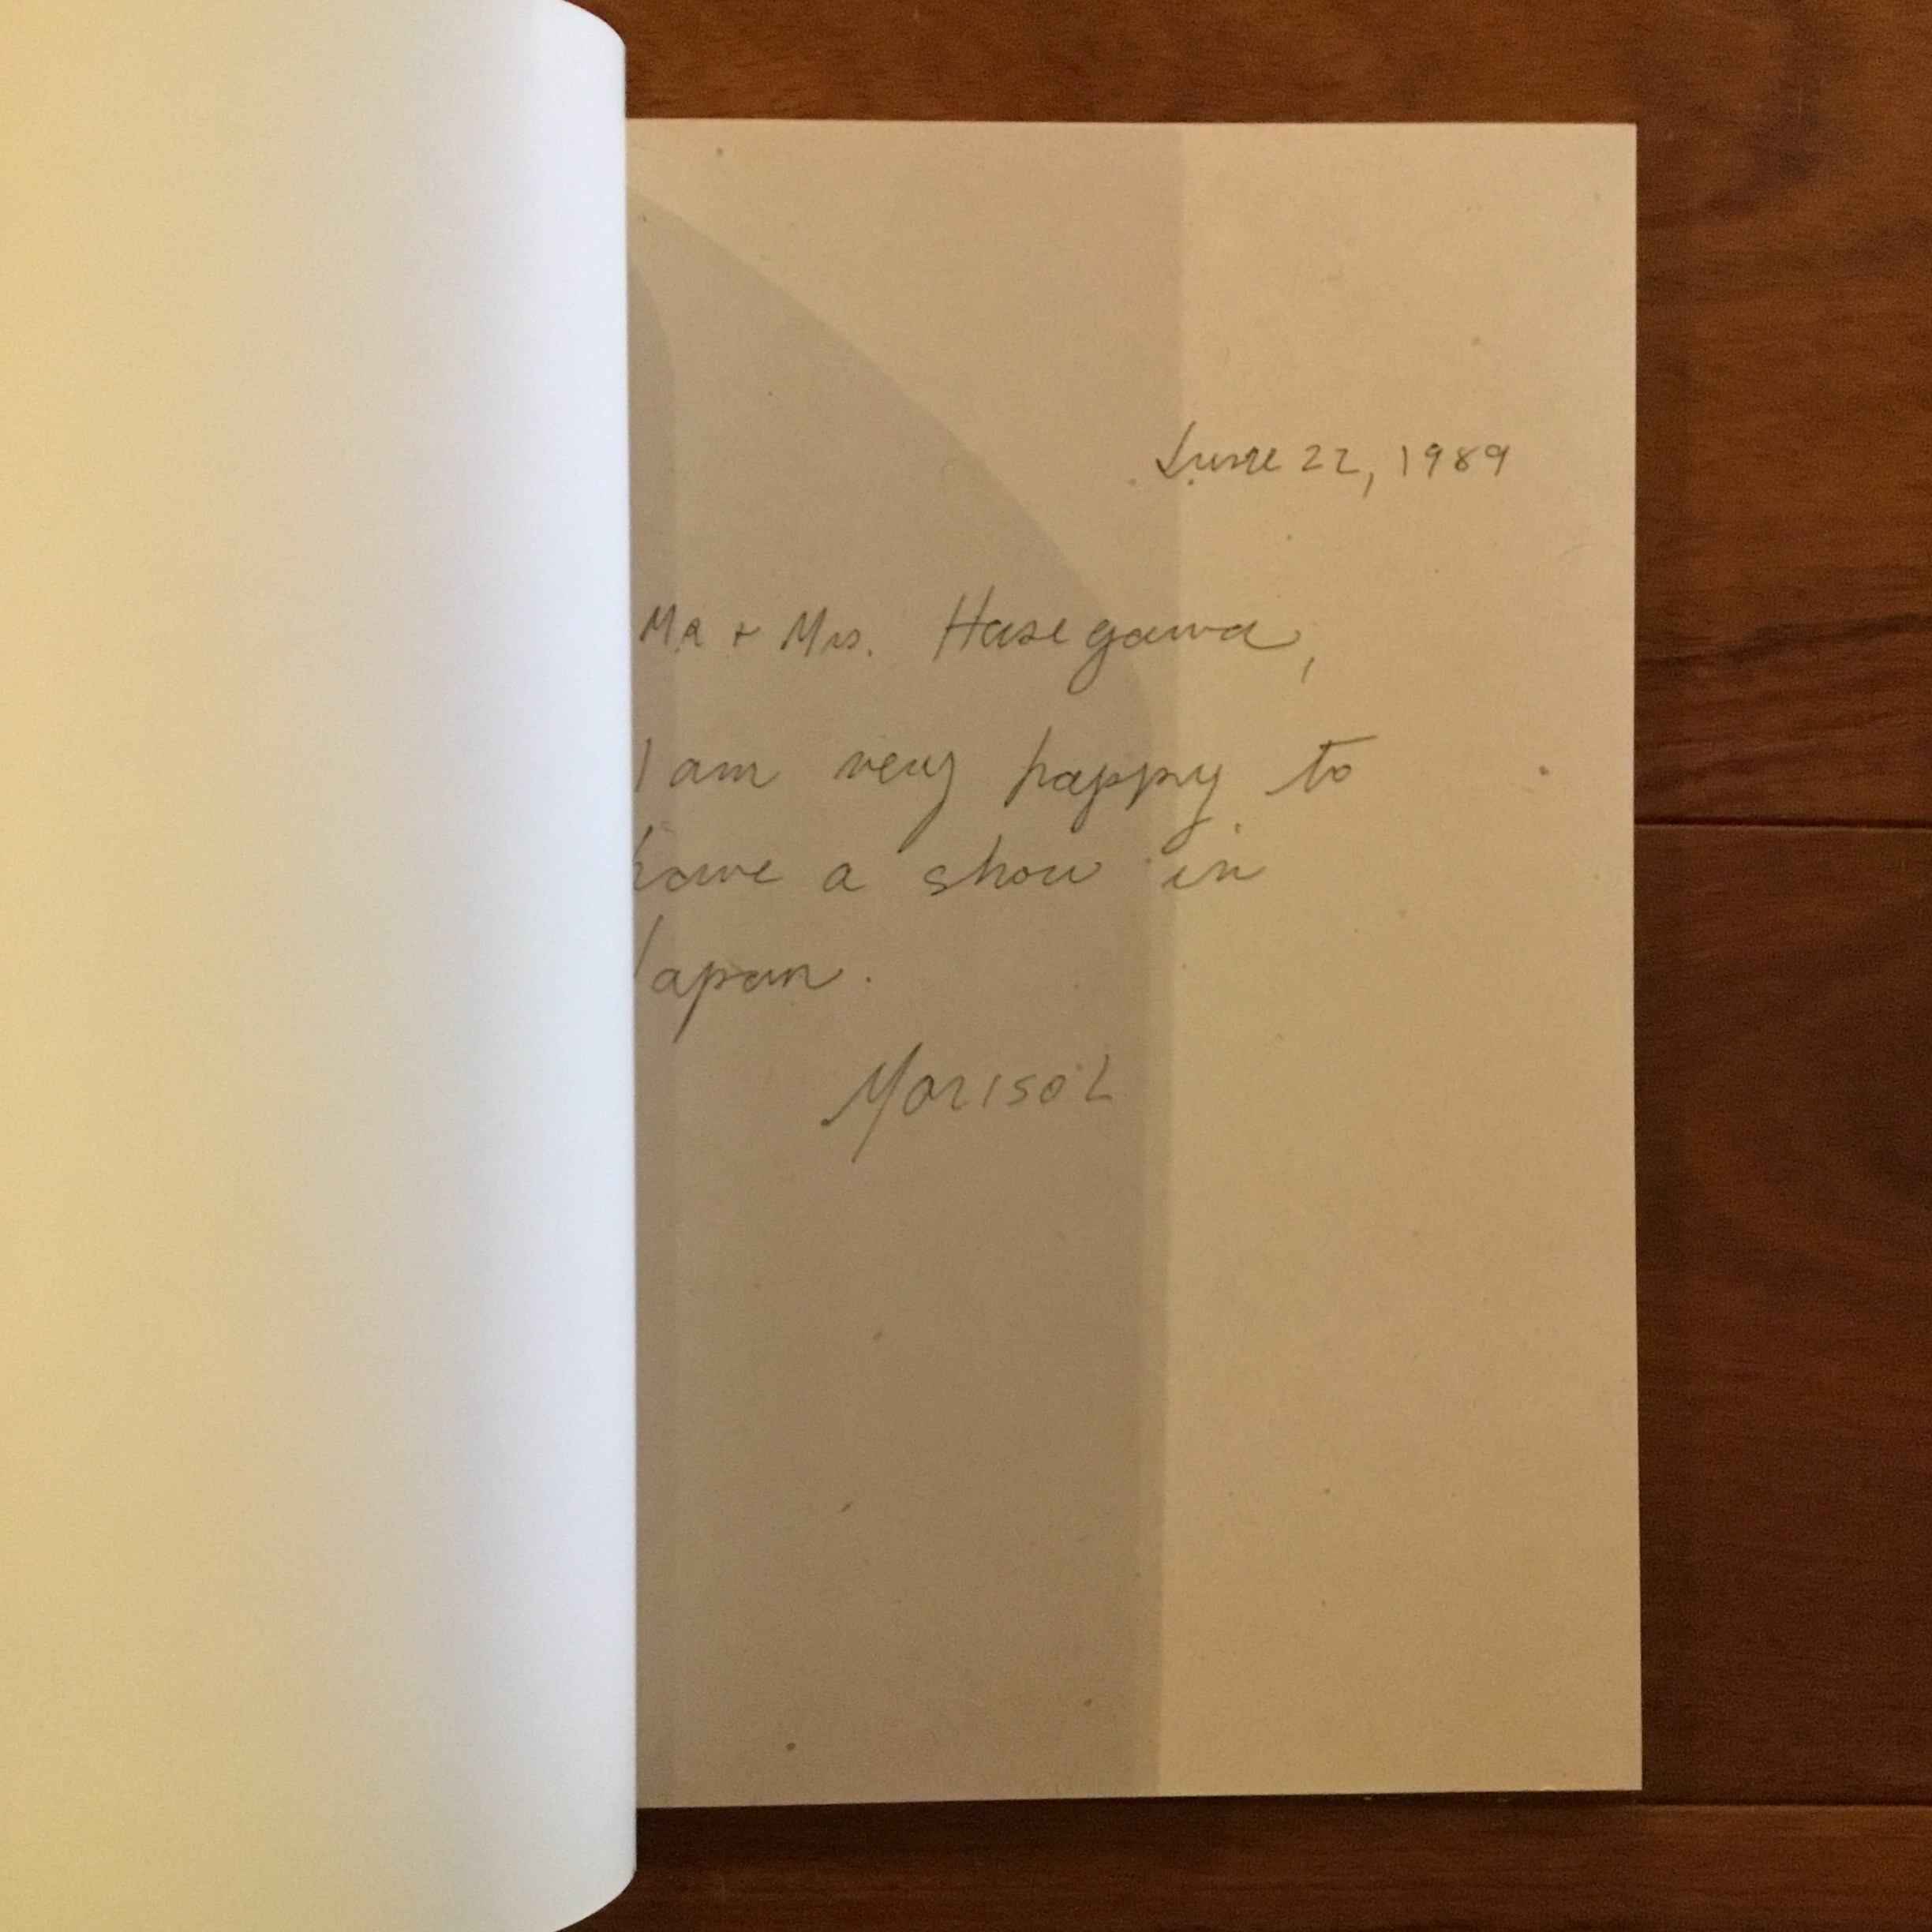 June 22, 1989
Mr + Mrs. Hasegawa,
I am very happy to
have a show in
Japan.
Marisol